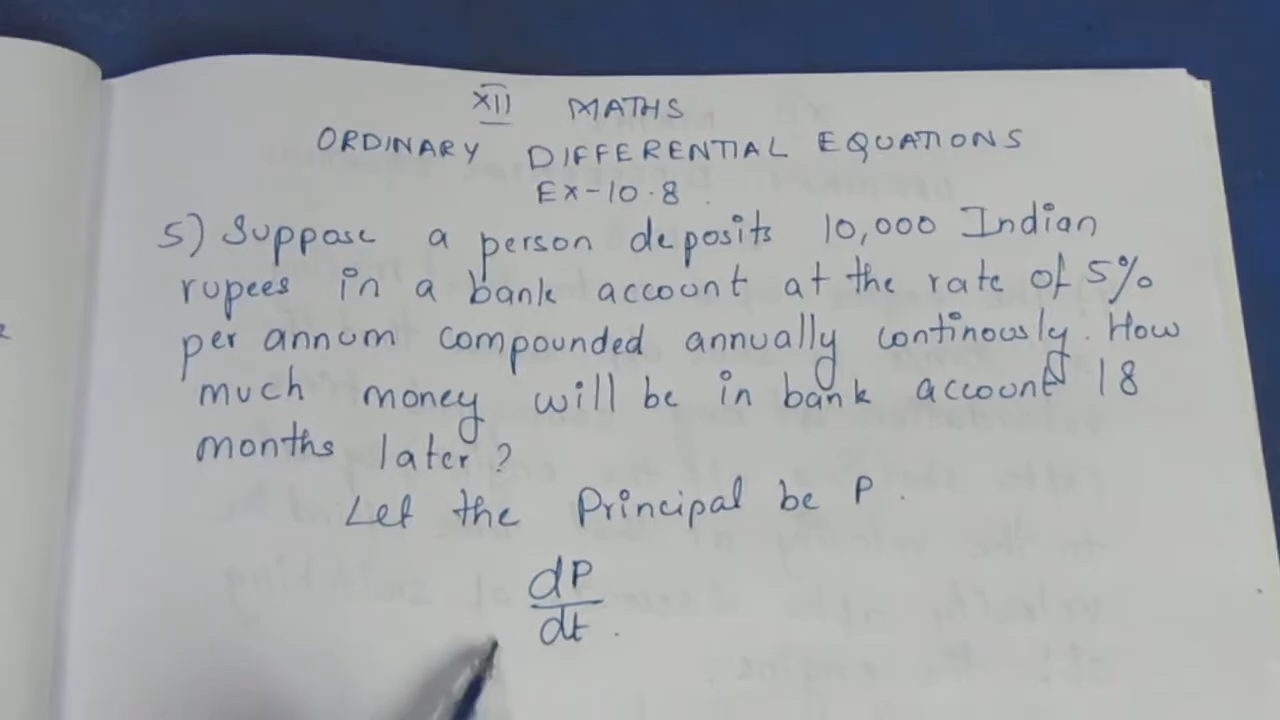 XII MATHS
ORDINARY DIFFERENTIAL EQUATIONS
EX-10.8
5) Suppose a person deposits 10,000 Indian
rupees in a bank account at the rate of 5%
per annum compounded annually continously. How
much money will be in bank account 18
months later?
Let the Principal be P.
dP
dt